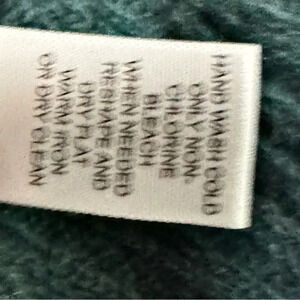 HAND WASH COLD
ONLY NON-
CHLORINE
BLEACH
WHEN NEEDED
RESHAPE AND
DRY FLAT
WARM IRON
OR DRY CLEAN